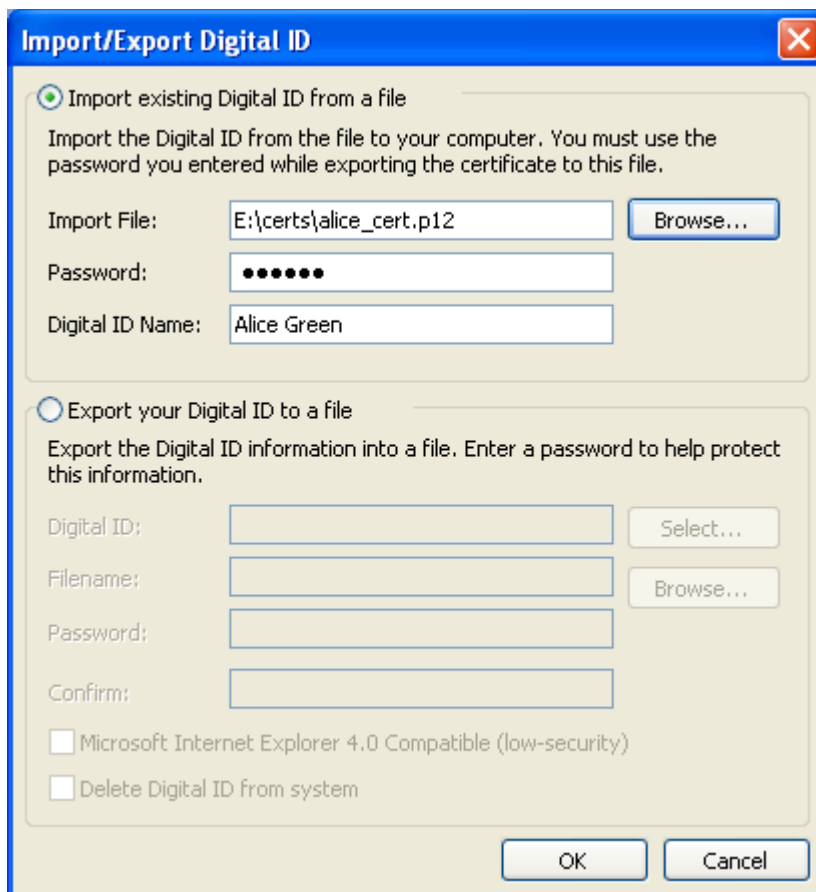 Import/Export Digital ID
Import existing Digital ID from a file
Import the Digital ID from the file to your computer. You must use the
password you entered while exporting the certificate to this file.
Import File: E:\certs\alice_cert.p12 Browse...
Password: ●●●●●●
Digital ID Name: Alice Green
Export your Digital ID to a file
Export the Digital ID information into a file. Enter a password to help protect
this information.
Digital ID: Select...
Filename: Browse...
Password:
Confirm:
Microsoft Internet Explorer 4.0 Compatible (low-security)
Delete Digital ID from system
OK Cancel